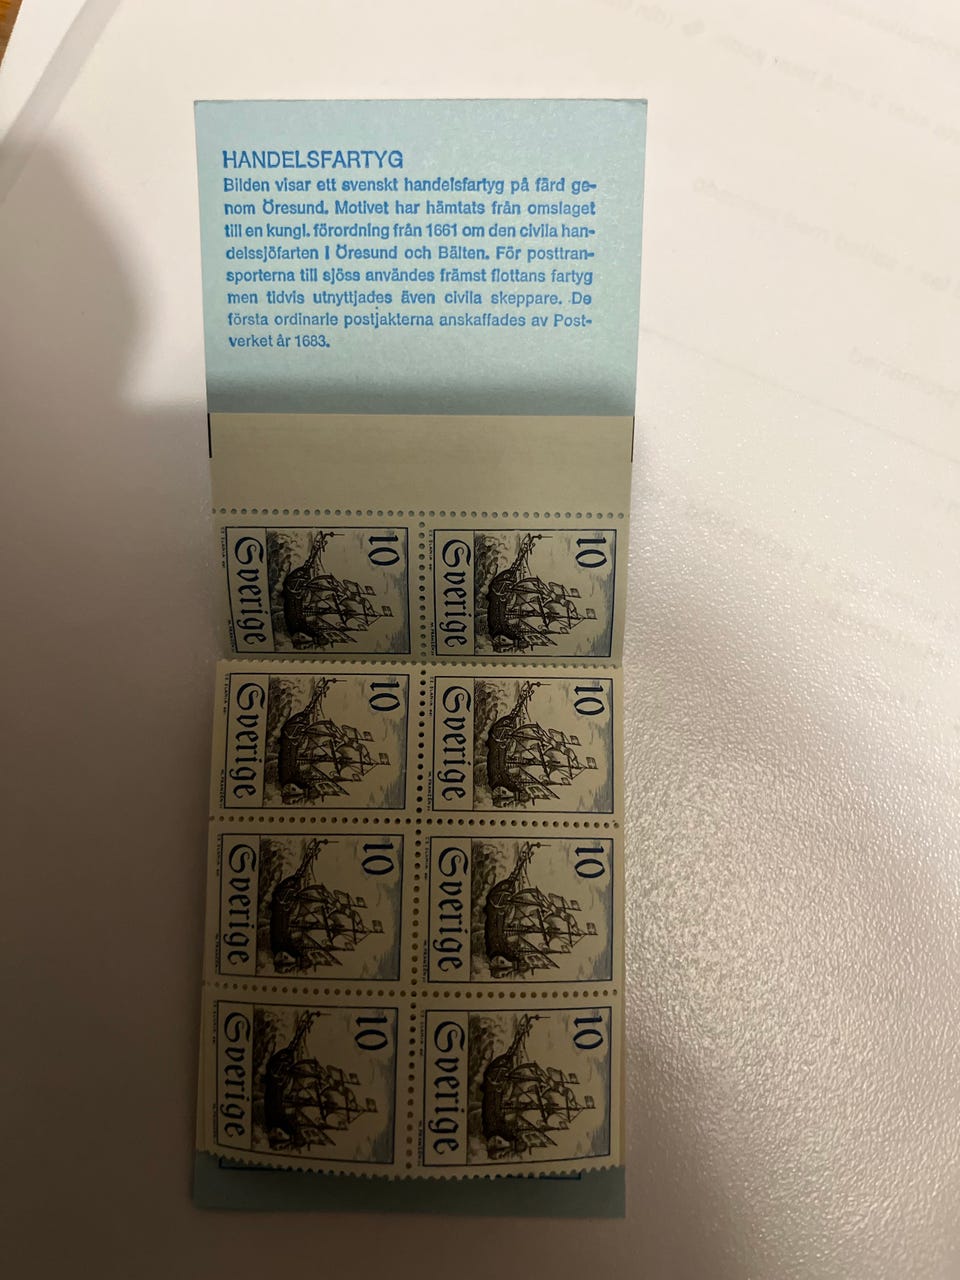 HANDELSFARTYG
Bilden visar ett svenskt handelsfartyg på färd ge-
nom Öresund. Motivet har hämtats från omslaget
till en kungl. förordning från 1661 om den civila han-
delssjöfarten i Öresund och Bälten. För posttran-
sporterna till sjöss användes främst flottans fartyg
men tidvis utnyttjades även civila skeppare. De
första ordinarie postjakterna anskaffades av Post-
verket år 1683.
10
Sverige
10
Sverige
10
Sverige
10
Sverige
10
Sverige
10
Sverige
10
Sverige
10
Sverige